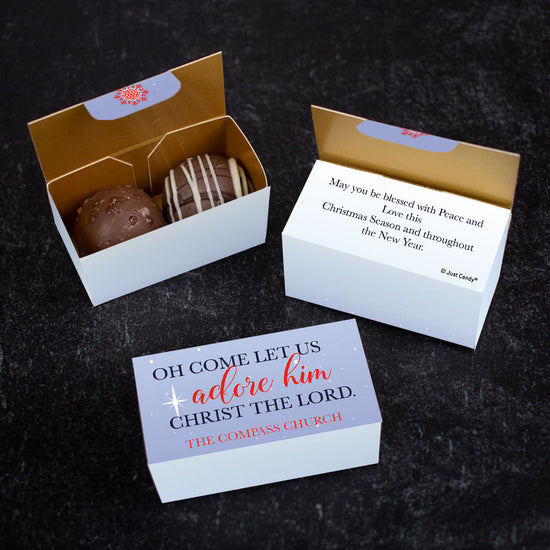 May you be blessed with Peace and
Love this
Christmas Season and throughout
the New Year.
© Just Candy®
OH COME LET US
adore him
CHRIST THE LORD.
THE COMPASS CHURCH